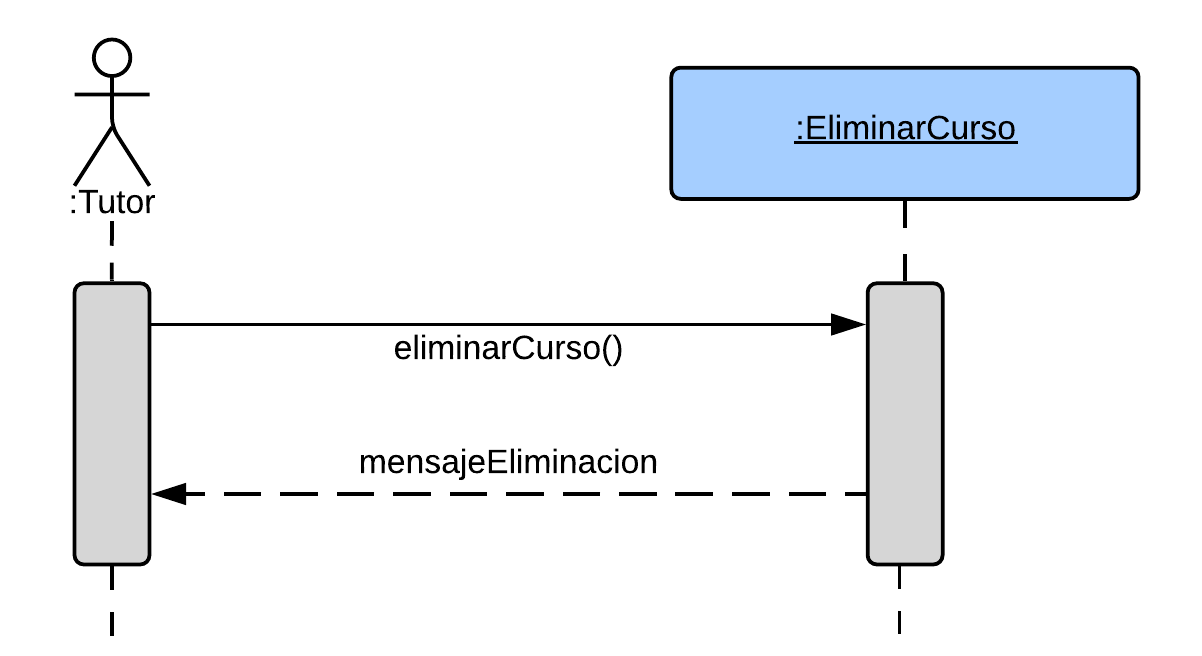 :Tutor
:EliminarCurso
eliminarCurso()
mensajeEliminacion